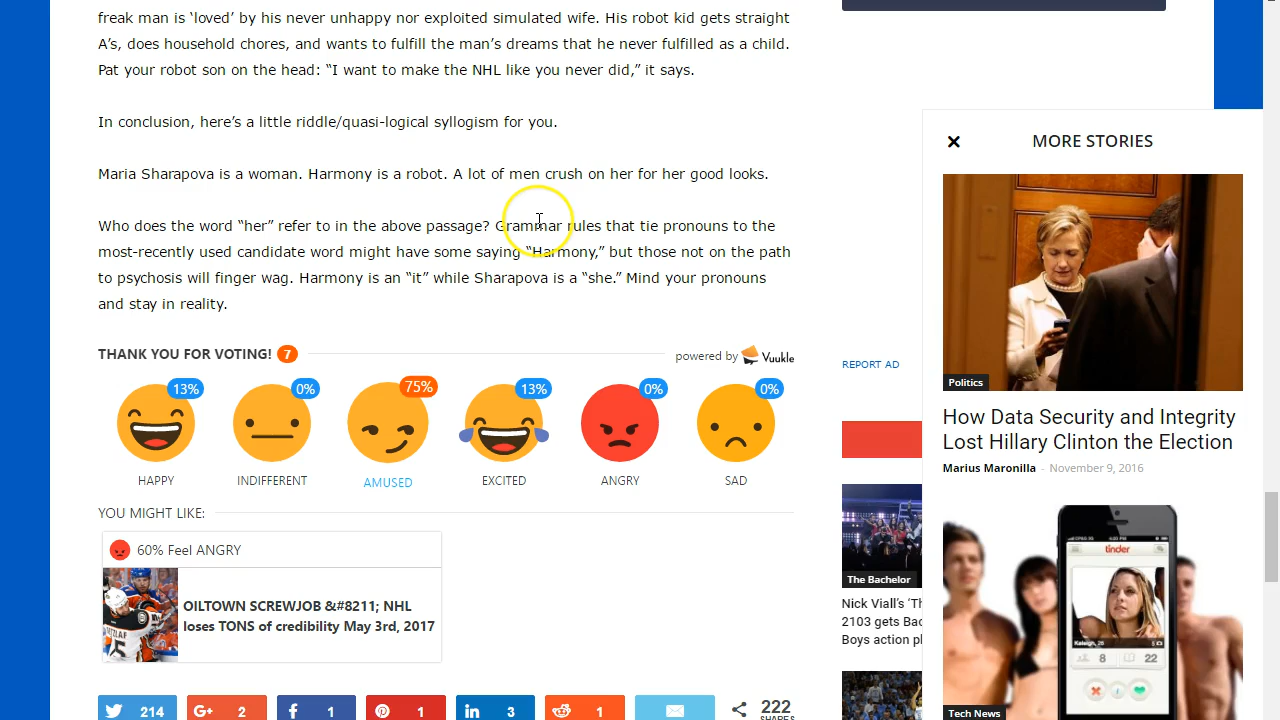 freak man is ‘loved’ by his never unhappy nor exploited simulated wife. His robot kid gets straight
A’s, does household chores, and wants to fulfill the man’s dreams that he never fulfilled as a child.
Pat your robot son on the head: “I want to make the NHL like you never did,” it says.
In conclusion, here’s a little riddle/quasi-logical syllogism for you.
Maria Sharapova is a woman. Harmony is a robot. A lot of men crush on her for her good looks.
Who does the word “her” refer to in the above passage? Grammar rules that tie pronouns to the
most-recently used candidate word might have some saying “Harmony,” but those not on the path
to psychosis will finger wag. Harmony is an “it” while Sharapova is a “she.” Mind your pronouns
and stay in reality.
THANK YOU FOR VOTING! 7
powered by Vuukle
13% 0% 75% 13% 0% 0%
HAPPY INDIFFERENT AMUSED EXCITED ANGRY SAD
YOU MIGHT LIKE:
60% Feel ANGRY
OILTOWN SCREWJOB &#8211; NHL
loses TONS of credibility May 3rd, 2017
214 2 1 1 3 1 222
SHARES
REPORT AD
The Bachelor
Nick Viall’s ‘Th
2103 gets Bac
Boys action pl
MORE STORIES
Politics
How Data Security and Integrity
Lost Hillary Clinton the Election
Marius Maronilla - November 9, 2016
tinder
Kaleigh, 26
8 22
Tech News